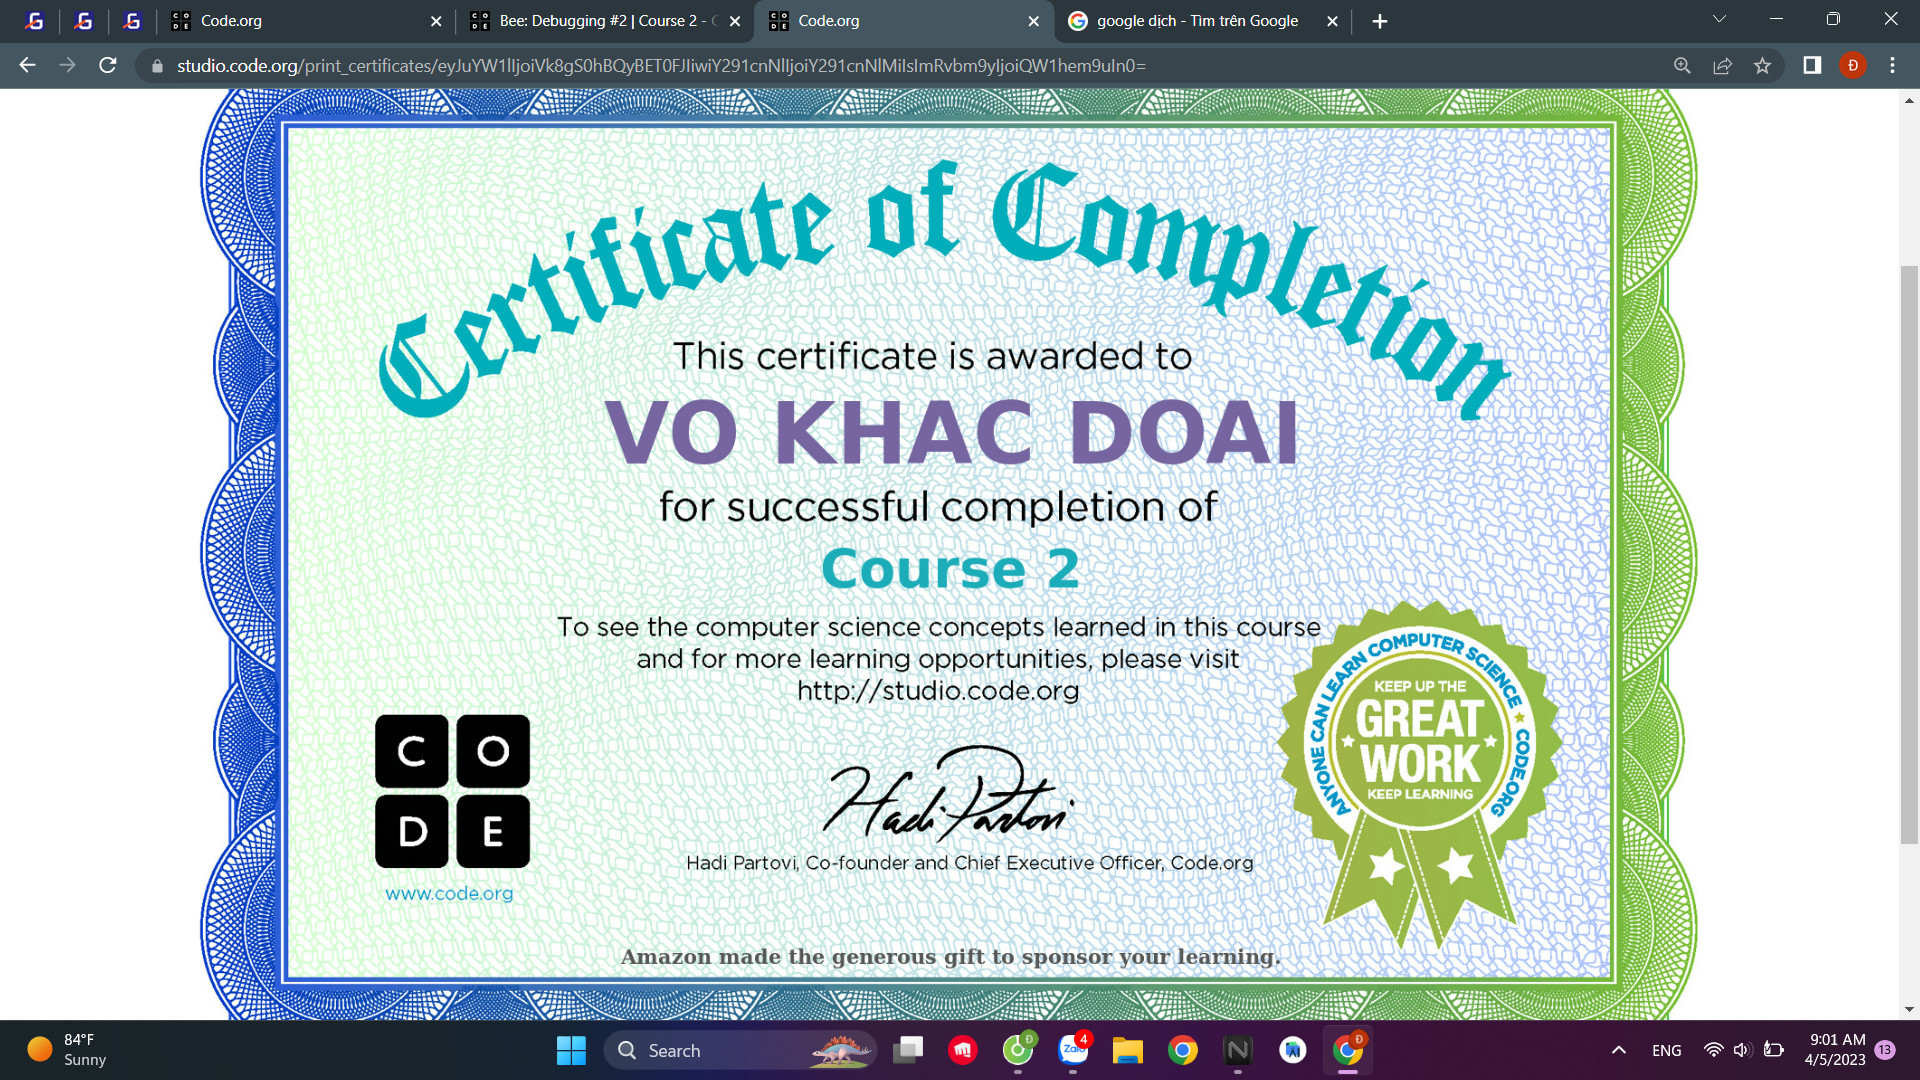 Code.org
Bee: Debugging #2 | Course 2 -
Code.org
google dịch - Tìm trên Google
studio.code.org/print_certificates/eyJuYW1lIjoiVk8gS0hBQyBET0FJIiwiY291cnNlIjoiY291cnNlMiIsImRvbm9yIjoiQW1hem9uIn0=
Đ
Certificate of Completion
This certificate is awarded to
VO KHAC DOAI
for successful completion of
Course 2
To see the computer science concepts learned in this course
and for more learning opportunities, please visit
http://studio.code.org
ANYONE CAN LEARN COMPUTER SCIENCE ★ CODE.ORG
KEEP UP THE
GREAT
WORK
KEEP LEARNING
C O
D E
www.code.org
Hadi Partovi
Hadi Partovi, Co-founder and Chief Executive Officer, Code.org
Amazon made the generous gift to sponsor your learning.
84°F
Sunny
Search
Đ
Zalo
4
N
AI
Đ
ENG
9:01 AM
4/5/2023
13